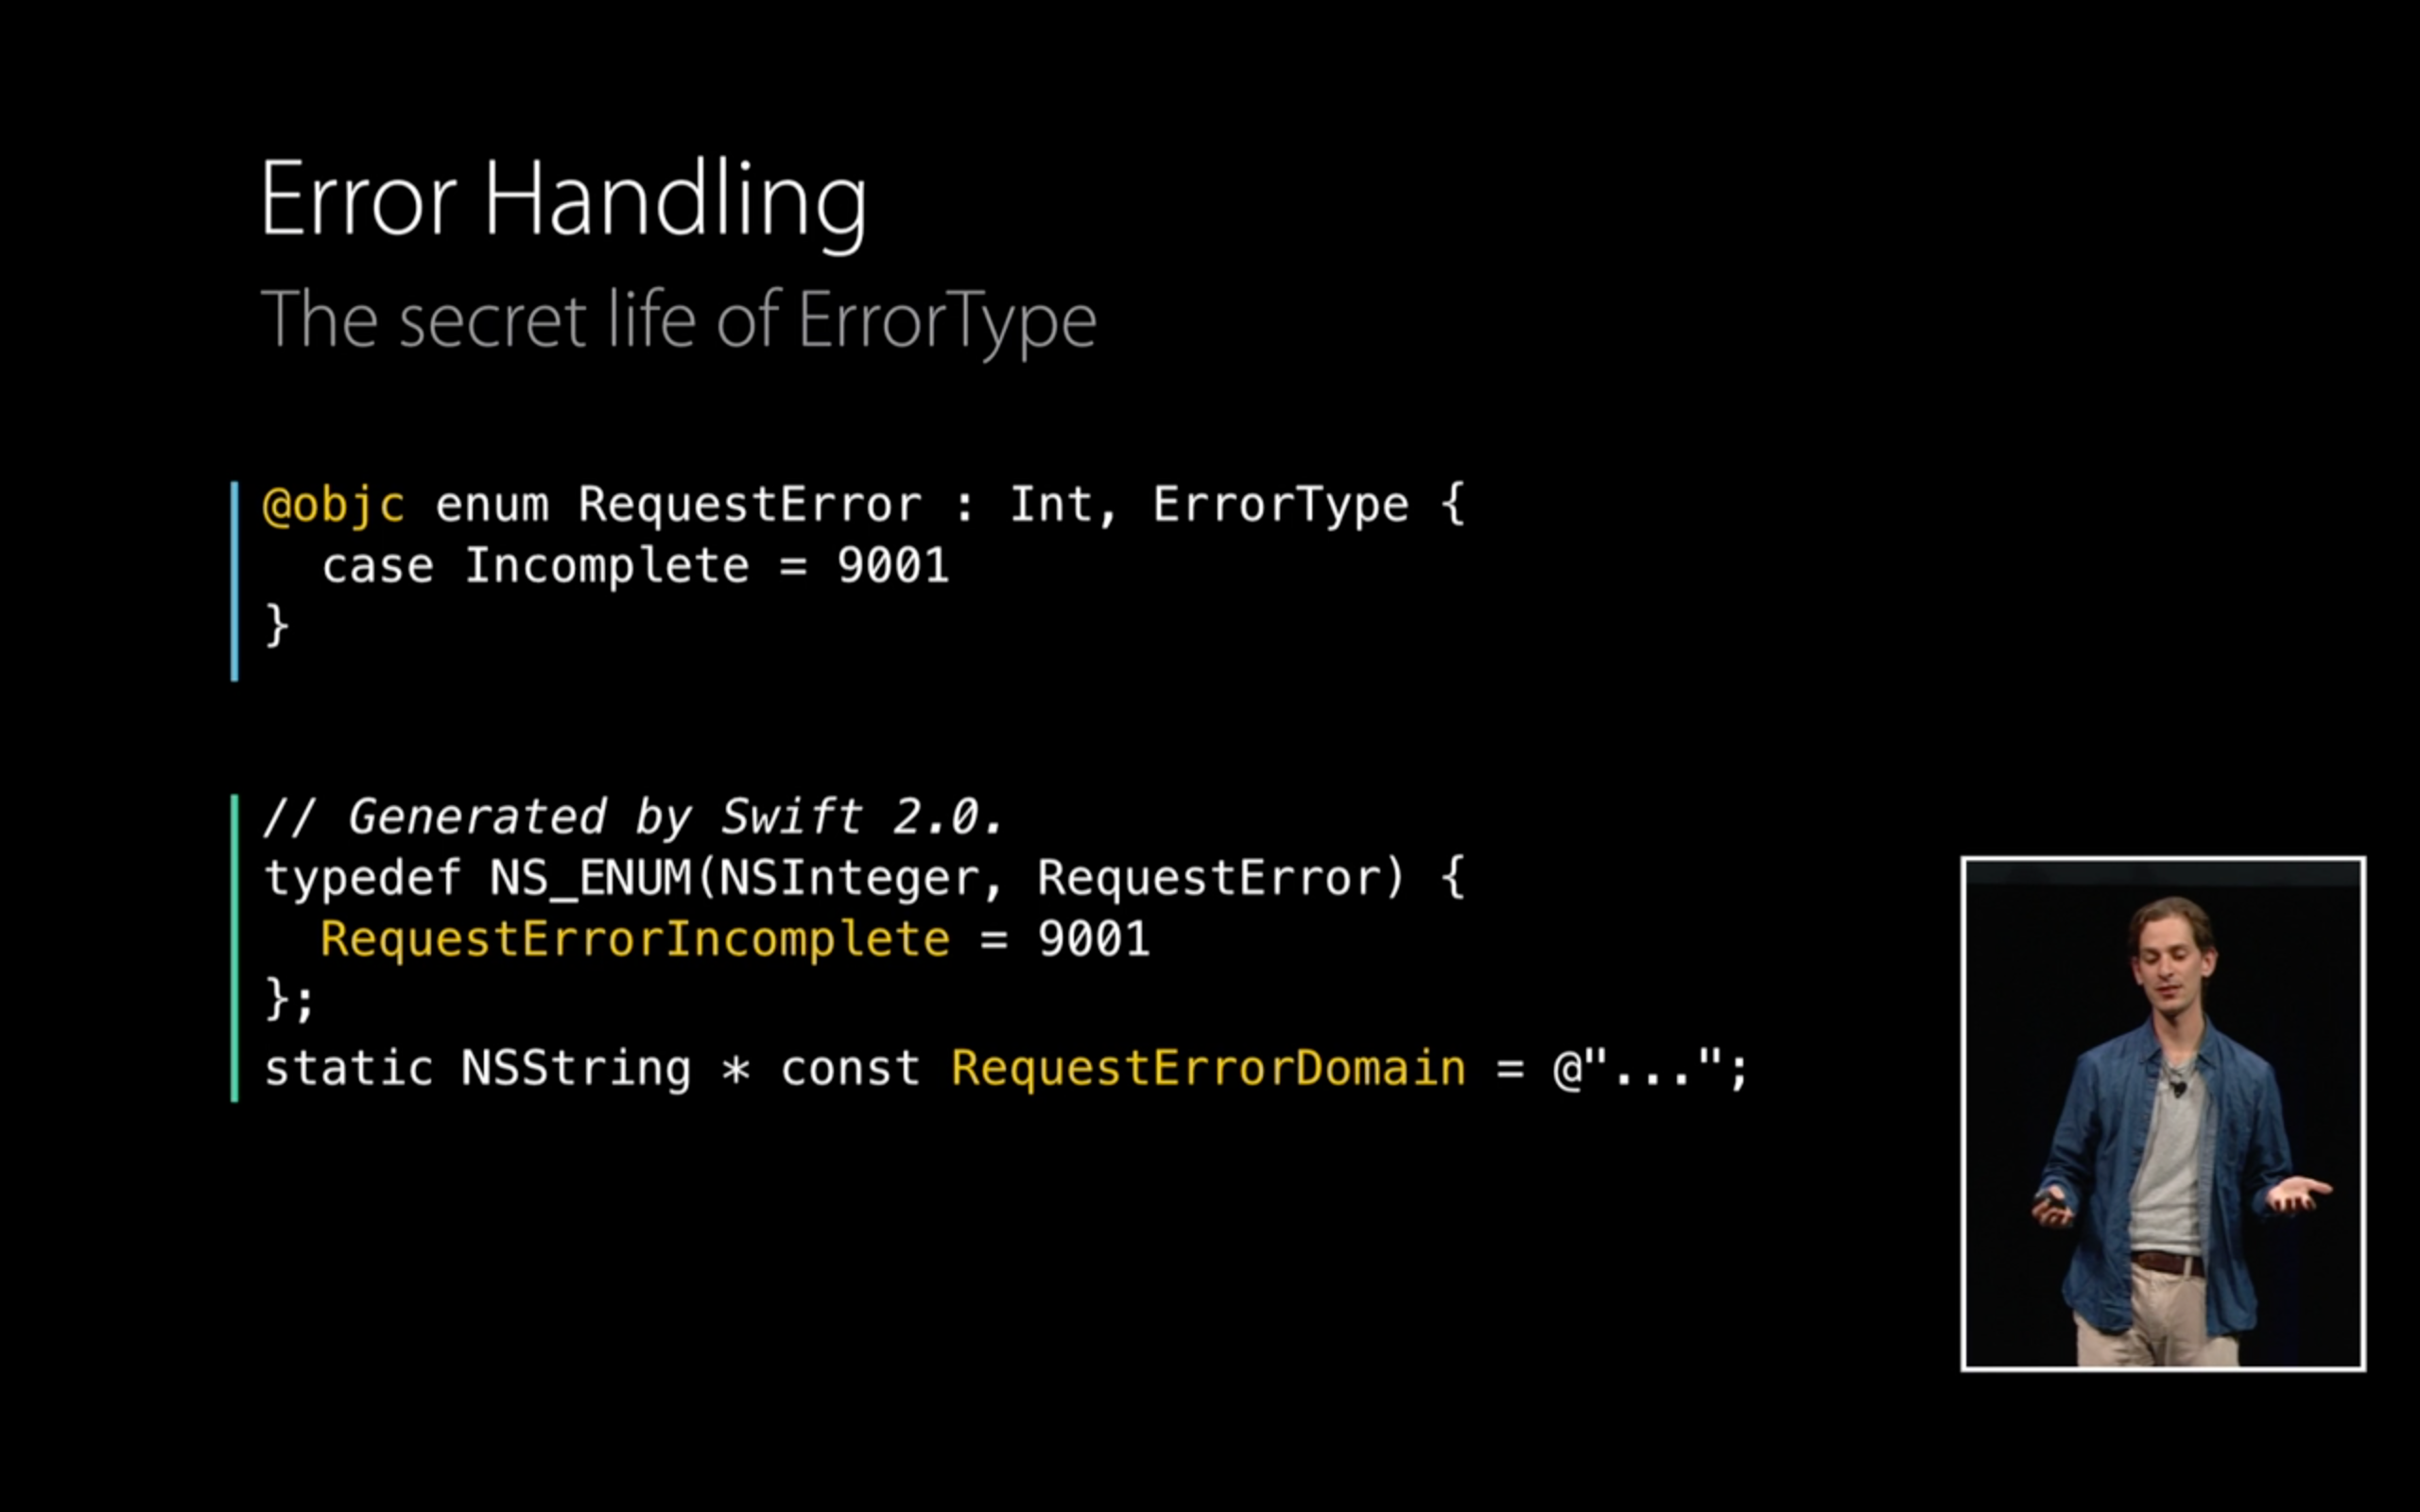 Error Handling
The secret life of ErrorType
@objc enum RequestError : Int, ErrorType {
  case Incomplete = 9001
}
// Generated by Swift 2.0.
typedef NS_ENUM(NSInteger, RequestError) {
  RequestErrorIncomplete = 9001
};
static NSString * const RequestErrorDomain = @"...";